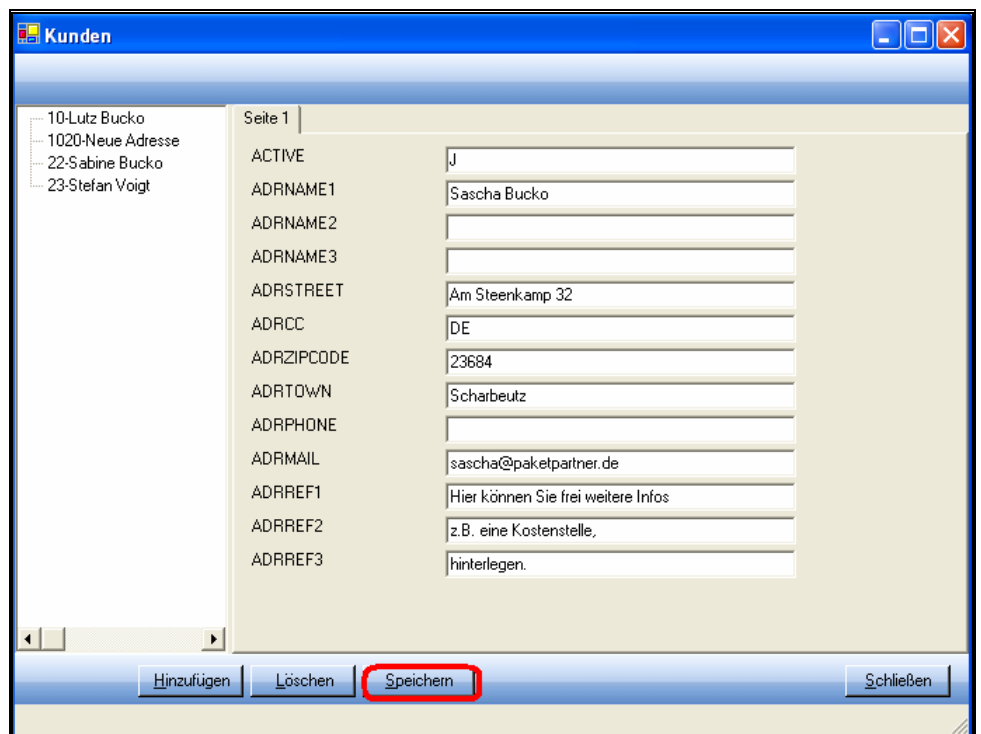 Kunden
10-Lutz Bucko
1020-Neue Adresse
22-Sabine Bucko
23-Stefan Voigt
Seite 1
ACTIVE J
ADRNAME1 Sascha Bucko
ADRNAME2
ADRNAME3
ADRSTREET Am Steenkamp 32
ADRCC DE
ADRZIPCODE 23684
ADRTOWN Scharbeutz
ADRPHONE
ADRMAIL sascha@paketpartner.de
ADRREF1 Hier können Sie frei weitere Infos
ADRREF2 z.B. eine Kostenstelle,
ADRREF3 hinterlegen.
Hinzufügen Löschen Speichern Schließen